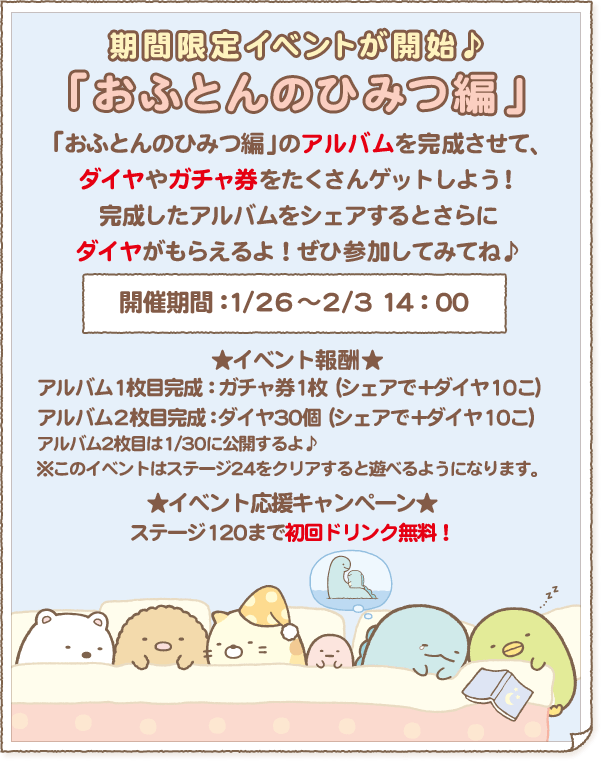 期間限定イベントが開始♪
「おふとんのひみつ編」
「おふとんのひみつ編」のアルバムを完成させて、
ダイヤやガチャ券をたくさんゲットしよう！
完成したアルバムをシェアするとさらに
ダイヤがもらえるよ！ぜひ参加してみてね♪
開催期間：1/26～2/3 14：00
★イベント報酬★
アルバム1枚目完成：ガチャ券1枚（シェアで＋ダイヤ10こ）
アルバム2枚目完成：ダイヤ30個（シェアで＋ダイヤ10こ）
アルバム2枚目は1/30に公開するよ♪
※このイベントはステージ24をクリアすると遊べるようになります。
★イベント応援キャンペーン★
ステージ120まで初回ドリンク無料！
zzz